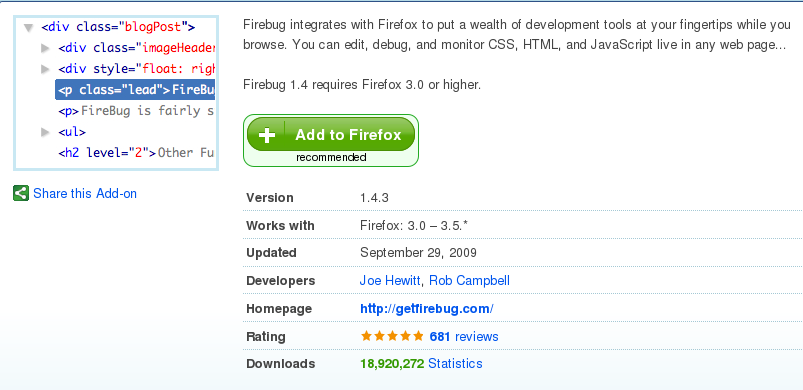 <div class="blogPost">
<div class="imageHeader
<div style="float: righ
<p class="lead">FireBu
<p>FireBug is fairly s
<ul>
<h2 level="2">Other Fu
Share this Add-on
Firebug integrates with Firefox to put a wealth of development tools at your fingertips while you
browse. You can edit, debug, and monitor CSS, HTML, and JavaScript live in any web page...
Firebug 1.4 requires Firefox 3.0 or higher.
Add to Firefox
recommended
Version 1.4.3
Works with Firefox: 3.0 – 3.5.*
Updated September 29, 2009
Developers Joe Hewitt, Rob Campbell
Homepage http://getfirebug.com/
Rating 681 reviews
Downloads 18,920,272 Statistics